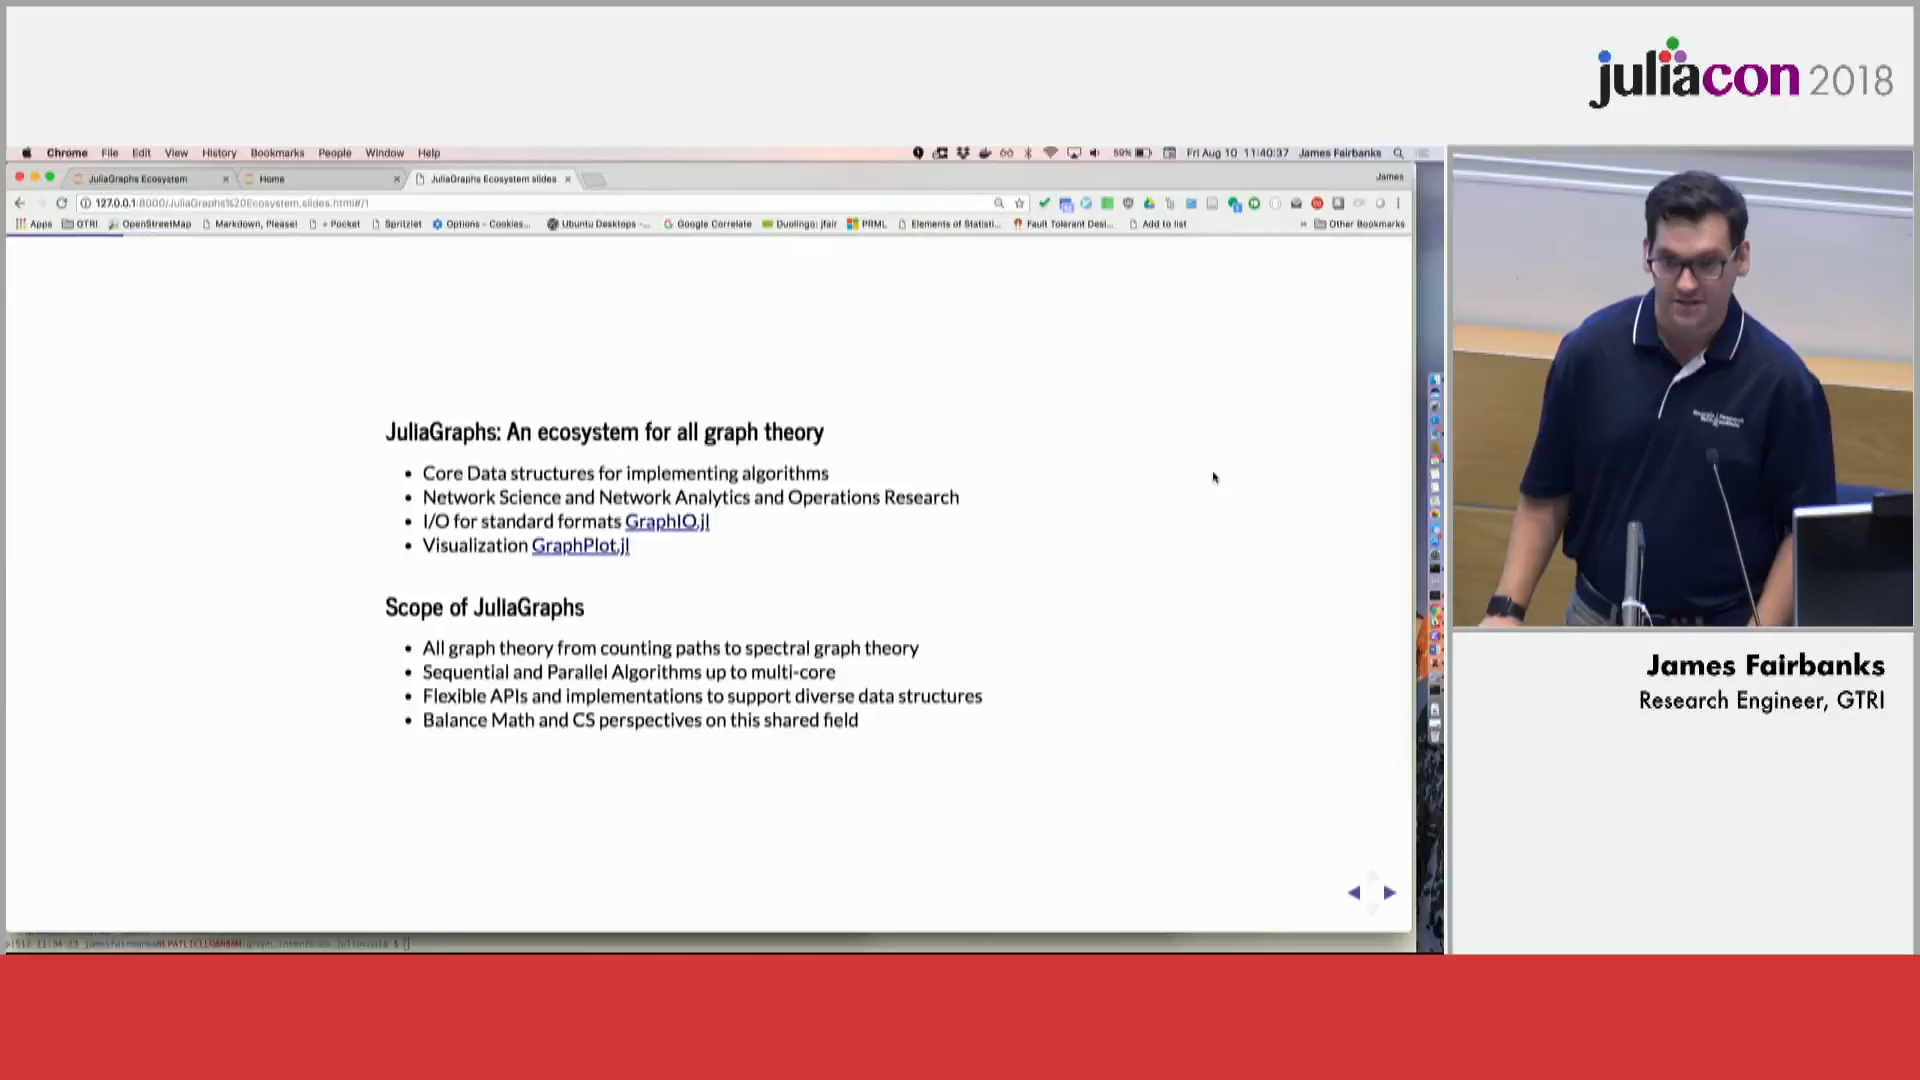 juliacon 2018
Chrome File Edit View History Bookmarks People Window Help
59% Fri Aug 10 11:40:37 James Fairbanks
JuliaGraphs Ecosystem
Home
JuliaGraphs Ecosystem slides
James
127.0.0.1:8000/JuliaGraphs%20Ecosystem.slides.html#/1
Apps GTRI OpenStreetMap Markdown, Please! + Pocket Spritzlet Options - Cookies... Ubuntu Desktops -... Google Correlate Duolingo: jfair PRML Elements of Statisti... Fault Tolerant Desi... Add to list » Other Bookmarks
JuliaGraphs: An ecosystem for all graph theory
• Core Data structures for implementing algorithms
• Network Science and Network Analytics and Operations Research
• I/O for standard formats GraphIO.jl
• Visualization GraphPlot.jl
Scope of JuliaGraphs
• All graph theory from counting paths to spectral graph theory
• Sequential and Parallel Algorithms up to multi-core
• Flexible APIs and implementations to support diverse data structures
• Balance Math and CS perspectives on this shared field
James Fairbanks
Research Engineer, GTRI